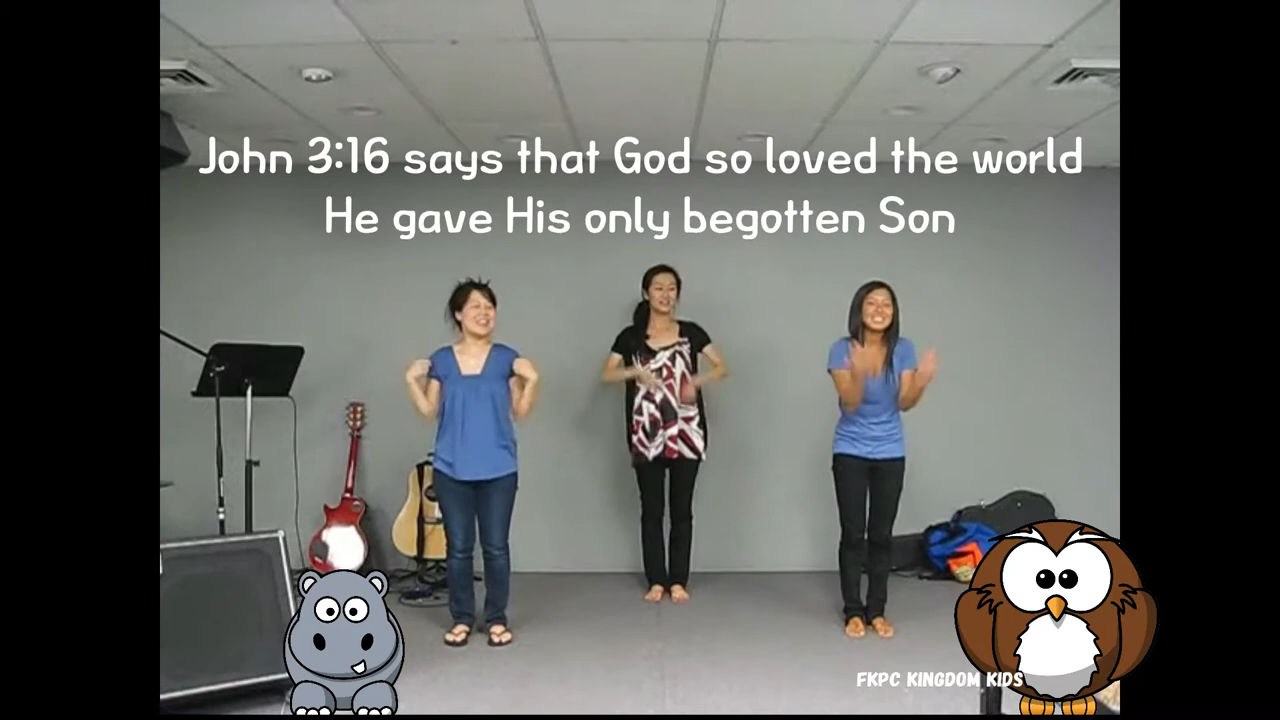 John 3:16 says that God so loved the world
He gave His only begotten Son
FKPC KINGDOM KIDS